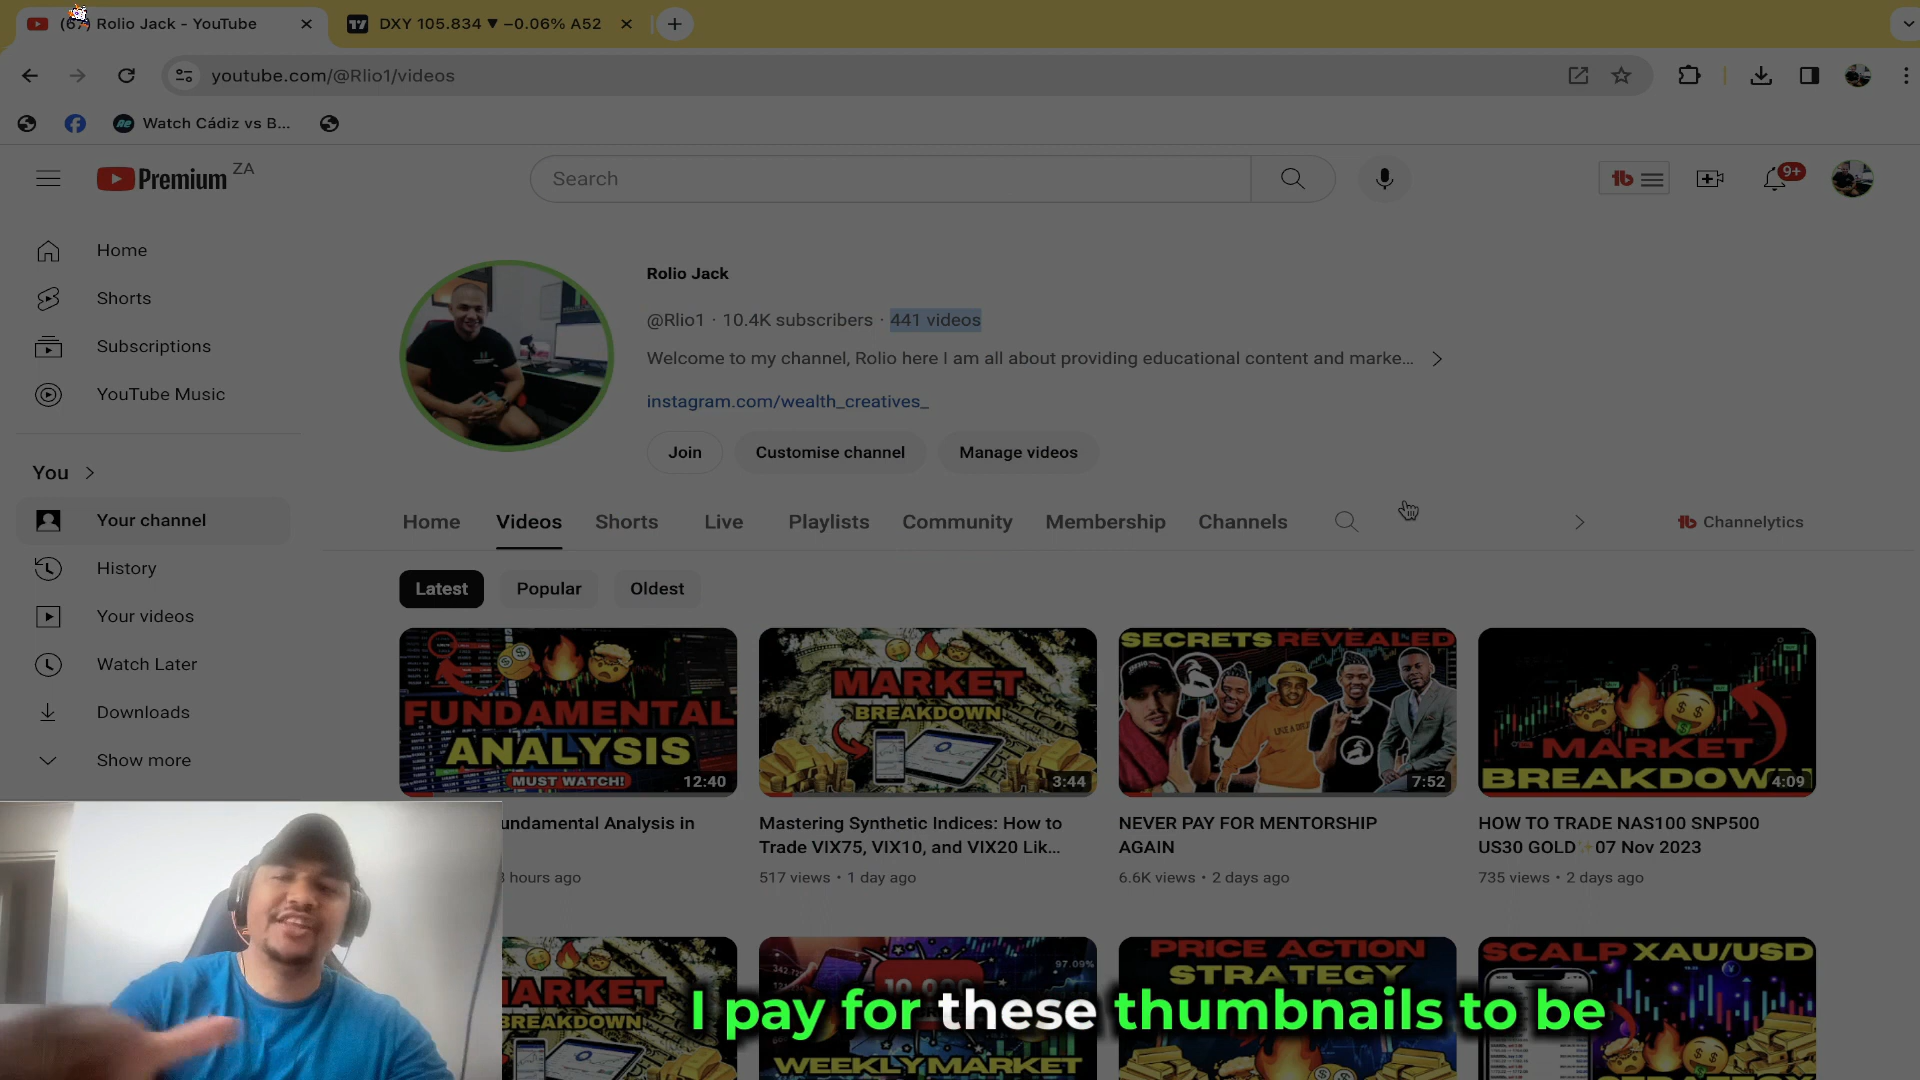 (67) Rolio Jack - YouTube
DXY 105.834 ▼ −0.06% A52
youtube.com/@Rlio1/videos
Watch Cádiz vs B...
Premium ZA
Search
9+
Home
Shorts
Subscriptions
YouTube Music
You
Your channel
History
Your videos
Watch Later
Downloads
Show more
Rolio Jack
@Rlio1 · 10.4K subscribers · 441 videos
Welcome to my channel, Rolio here I am all about providing educational content and marke...
instagram.com/wealth_creatives_
Join
Customise channel
Manage videos
Home
Videos
Shorts
Live
Playlists
Community
Membership
Channels
Channelytics
Latest
Popular
Oldest
FUNDAMENTAL
ANALYSIS
MUST WATCH!
12:40
MARKET
BREAKDOWN
3:44
SECRETS REVEALED
7:52
MARKET
BREAKDOWN
4:09
undamental Analysis in
hours ago
Mastering Synthetic Indices: How to
Trade VIX75, VIX10, and VIX20 Lik...
517 views • 1 day ago
NEVER PAY FOR MENTORSHIP
AGAIN
6.6K views • 2 days ago
HOW TO TRADE NAS100 SNP500
US30 GOLD✨07 Nov 2023
735 views • 2 days ago
MARKET
BREAKDOWN
97.09%
10,000
WEEKLY MARKET
PRICE ACTION
STRATEGY
SCALP XAU/USD
I pay for these thumbnails to be